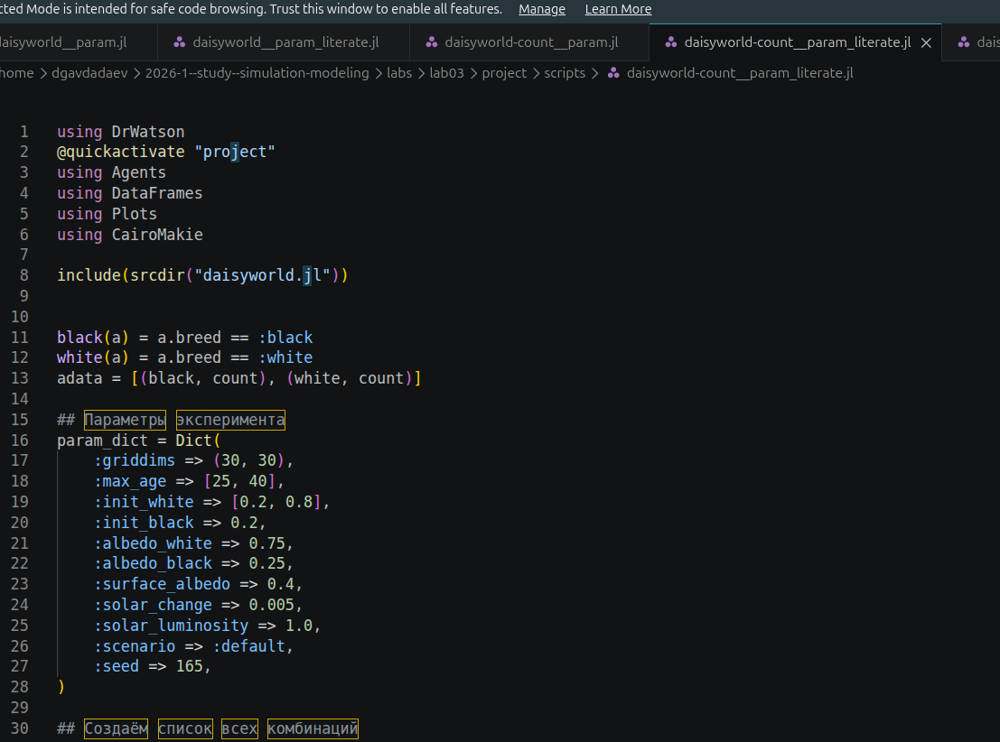 cted Mode is intended for safe code browsing. Trust this window to enable all features. Manage Learn More
laisyworld__param.jl daisyworld__param_literate.jl daisyworld-count__param.jl daisyworld-count__param_literate.jl dais
home > dgavdadaev > 2026-1--study--simulation-modeling > labs > lab03 > project > scripts > daisyworld-count__param_literate.jl
1 using DrWatson
2 @quickactivate "project"
3 using Agents
4 using DataFrames
5 using Plots
6 using CairoMakie
7
8 include(srcdir("daisyworld.jl"))
9
10
11 black(a) = a.breed == :black
12 white(a) = a.breed == :white
13 adata = [(black, count), (white, count)]
14
15 ## Параметры эксперимента
16 param_dict = Dict(
17 :griddims => (30, 30),
18 :max_age => [25, 40],
19 :init_white => [0.2, 0.8],
20 :init_black => 0.2,
21 :albedo_white => 0.75,
22 :albedo_black => 0.25,
23 :surface_albedo => 0.4,
24 :solar_change => 0.005,
25 :solar_luminosity => 1.0,
26 :scenario => :default,
27 :seed => 165,
28 )
29
30 ## Создаём список всех комбинаций